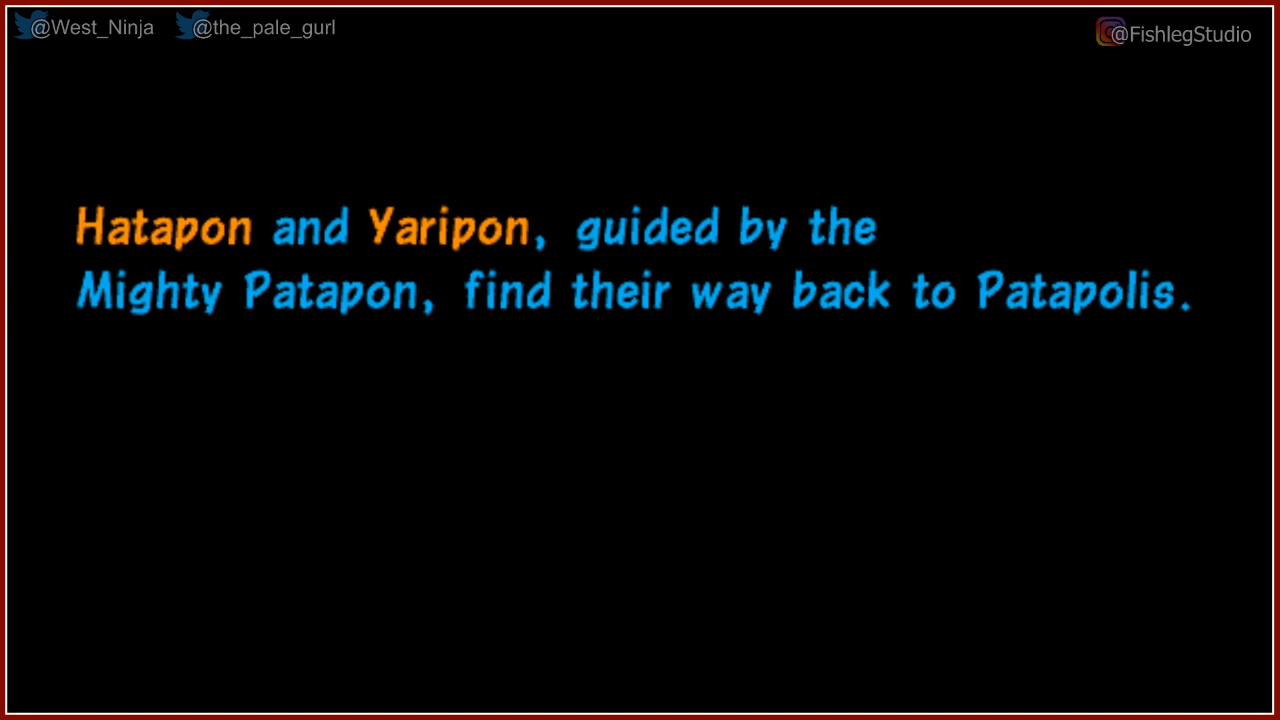 @West_Ninja @the_pale_gurl @FishlegStudio
Hatapon and Yaripon, guided by the
Mighty Patapon, find their way back to Patapolis.